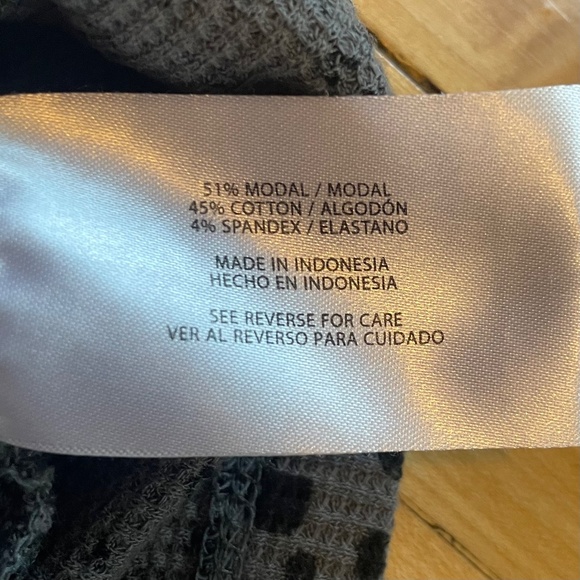 51% MODAL / MODAL
45% COTTON / ALGODÓN
4% SPANDEX / ELASTANO
MADE IN INDONESIA
HECHO EN INDONESIA
SEE REVERSE FOR CARE
VER AL REVERSO PARA CUIDADO